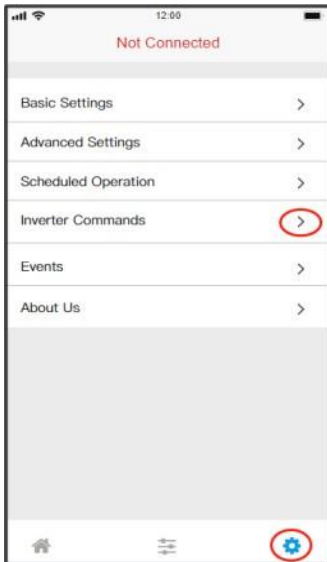 12:00
Not Connected
Basic Settings
Advanced Settings
Scheduled Operation
Inverter Commands
Events
About Us